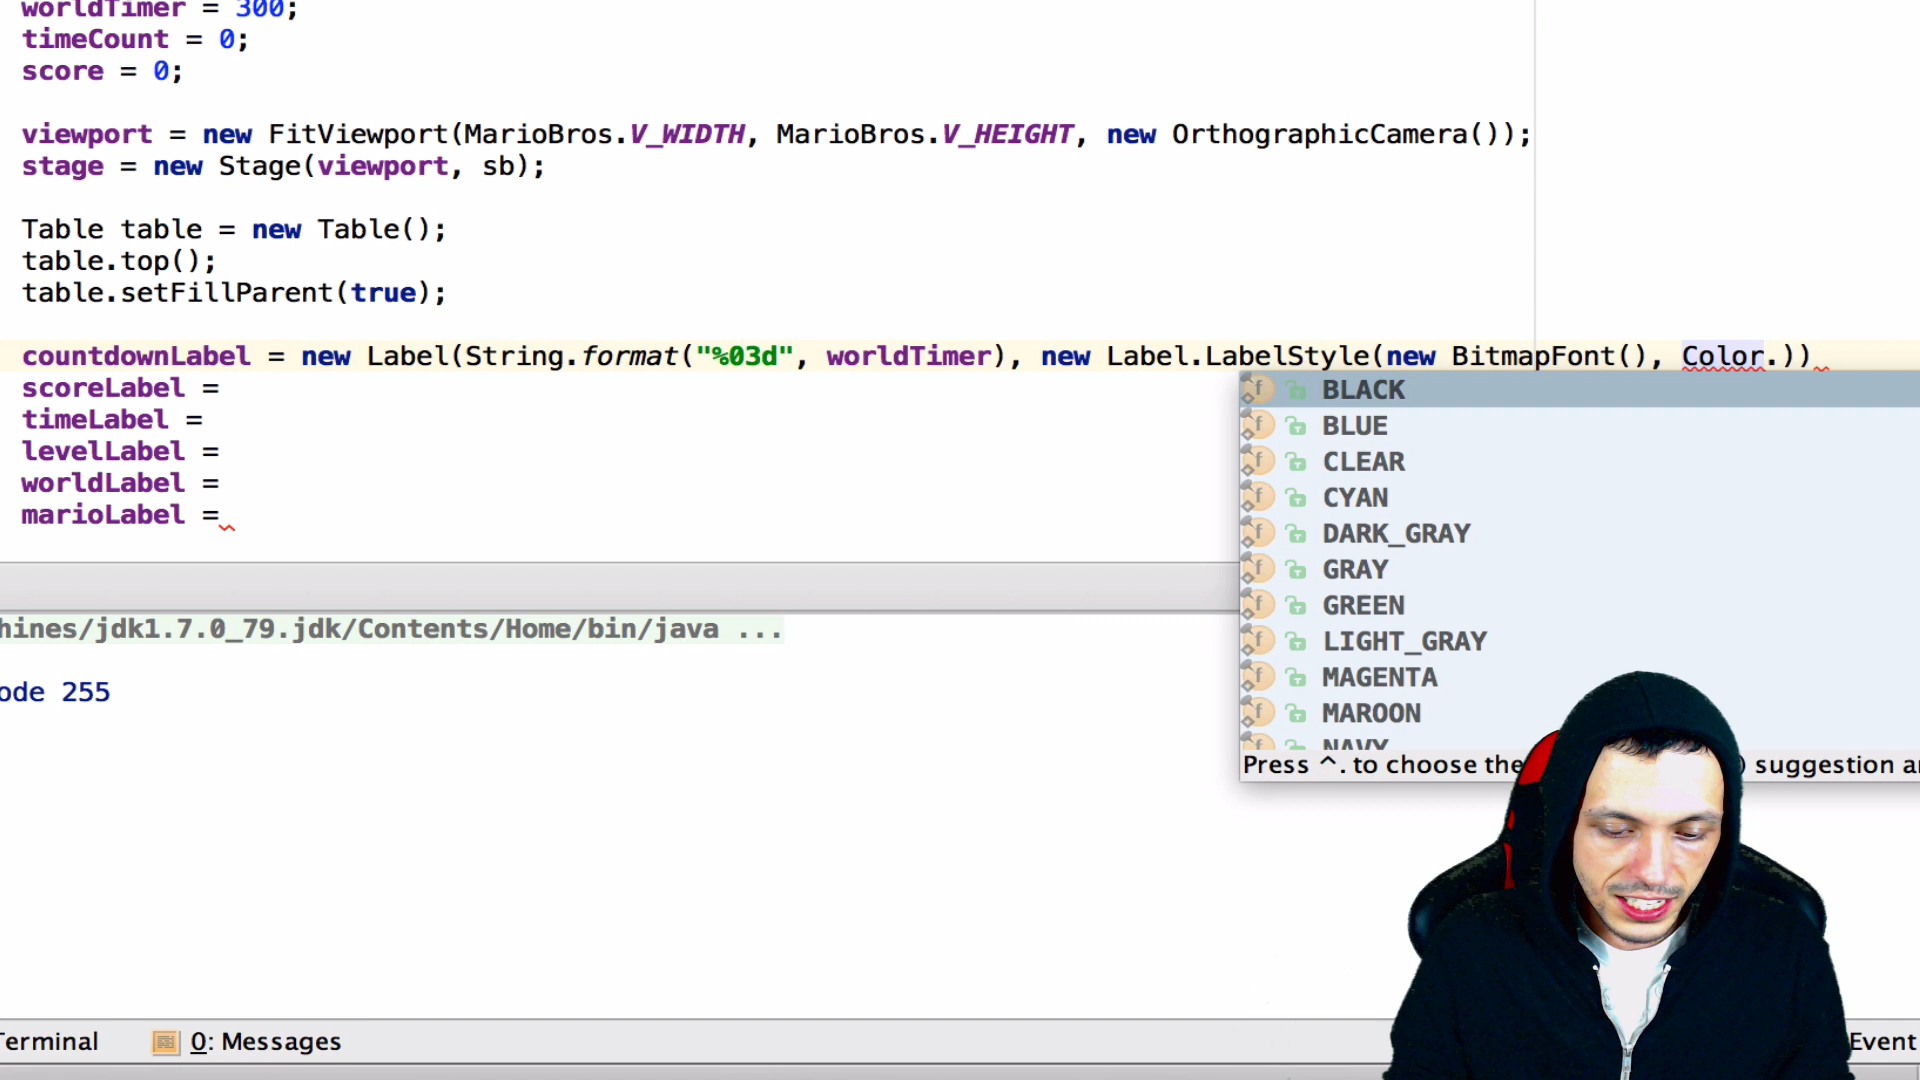 worldTimer = 300;
timeCount = 0;
score = 0;
viewport = new FitViewport(MarioBros.V_WIDTH, MarioBros.V_HEIGHT, new OrthographicCamera());
stage = new Stage(viewport, sb);
Table table = new Table();
table.top();
table.setFillParent(true);
countdownLabel = new Label(String.format("%03d", worldTimer), new Label.LabelStyle(new BitmapFont(), Color.))
scoreLabel =
timeLabel =
levelLabel =
worldLabel =
marioLabel =
BLACK
BLUE
CLEAR
CYAN
DARK_GRAY
GRAY
GREEN
LIGHT_GRAY
MAGENTA
MAROON
NAVY
Press ^. to choose the ) suggestion
hines/jdk1.7.0_79.jdk/Contents/Home/bin/java ...
ode 255
Terminal
0: Messages
Event